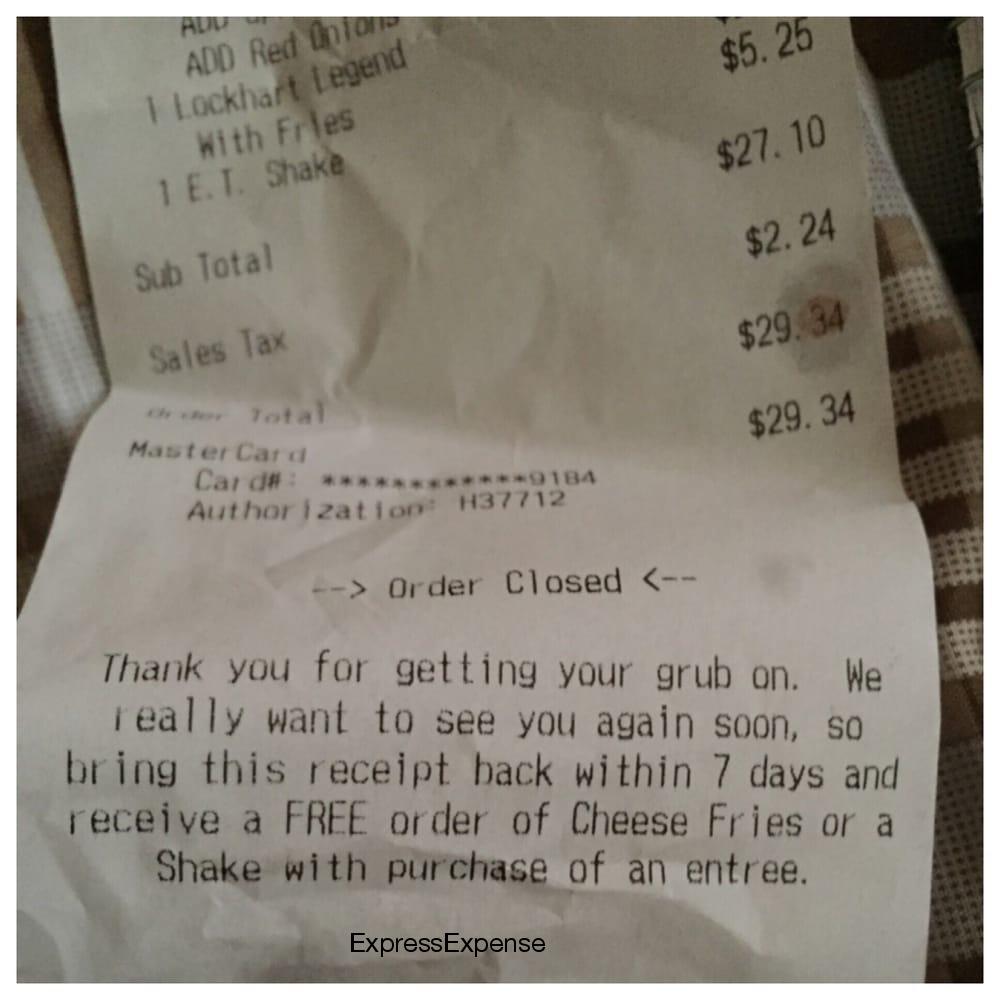 ADD
ADD Red Onions
1 Lockhart Legend
With Fries
1 E.T. Shake $5.25
Sub Total $27.10
Sales Tax $2.24
Order Total $29.34
MasterCard $29.34
Card#: ************9184
Authorization: H37712
--> Order Closed <--
Thank you for getting your grub on. We
really want to see you again soon, so
bring this receipt back within 7 days and
receive a FREE order of Cheese Fries or a
Shake with purchase of an entree.
ExpressExpense